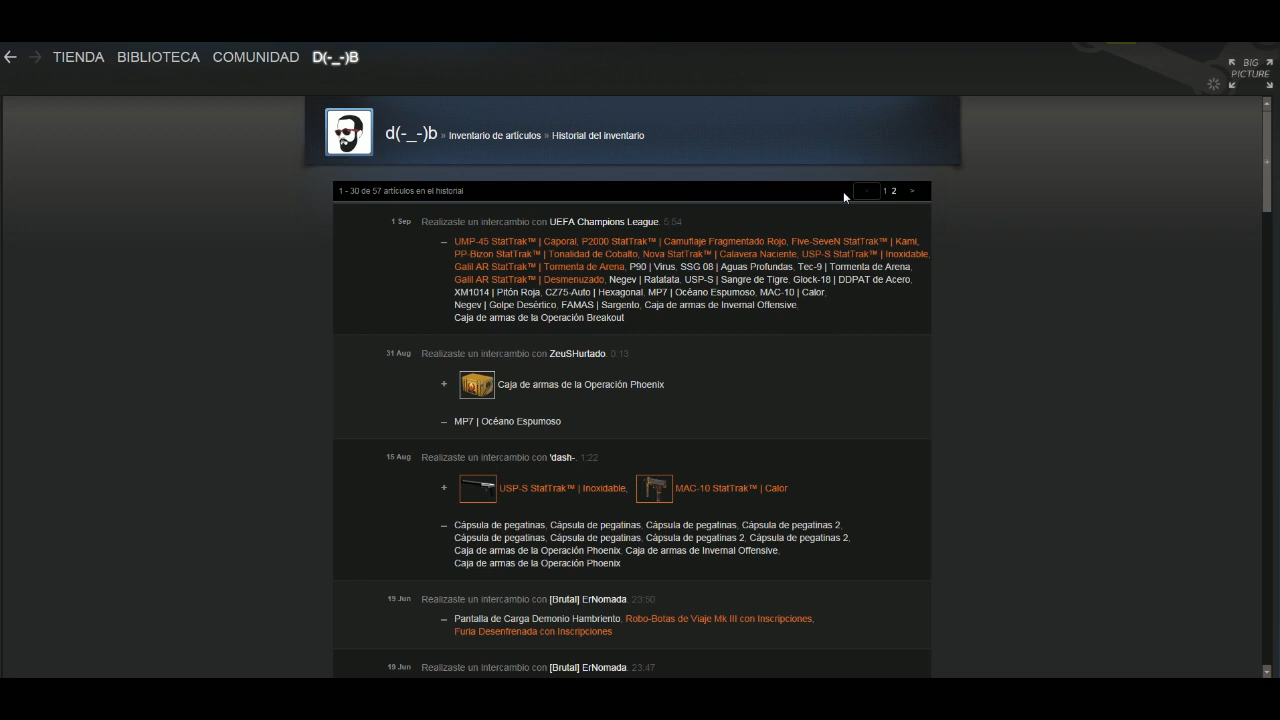 TIENDA BIBLIOTECA COMUNIDAD D(-_-)B
BIG
PICTURE
d(-_-)b » Inventario de artículos » Historial del inventario
1 - 30 de 57 artículos en el historial
< 1 2 >
1 Sep Realizaste un intercambio con UEFA Champions League. 5:54
– UMP-45 StatTrak™ | Caporal, P2000 StatTrak™ | Camuflaje Fragmentado Rojo, Five-SeveN StatTrak™ | Kami,
PP-Bizon StatTrak™ | Tonalidad de Cobalto, Nova StatTrak™ | Calavera Naciente, USP-S StatTrak™ | Inoxidable,
Galil AR StatTrak™ | Tormenta de Arena, P90 | Virus, SSG 08 | Aguas Profundas, Tec-9 | Tormenta de Arena,
Galil AR StatTrak™ | Desmenuzado, Negev | Ratatata, USP-S | Sangre de Tigre, Glock-18 | DDPAT de Acero,
XM1014 | Pitón Roja, CZ75-Auto | Hexagonal, MP7 | Océano Espumoso, MAC-10 | Calor,
Negev | Golpe Desértico, FAMAS | Sargento, Caja de armas de Invernal Offensive,
Caja de armas de la Operación Breakout
31 Aug Realizaste un intercambio con ZeuSHurtado. 0:13
+ Caja de armas de la Operación Phoenix
– MP7 | Océano Espumoso
15 Aug Realizaste un intercambio con 'dash-. 1:22
+ USP-S StatTrak™ | Inoxidable, MAC-10 StatTrak™ | Calor
– Cápsula de pegatinas, Cápsula de pegatinas, Cápsula de pegatinas, Cápsula de pegatinas 2,
Cápsula de pegatinas, Cápsula de pegatinas, Cápsula de pegatinas 2, Cápsula de pegatinas 2,
Caja de armas de la Operación Phoenix, Caja de armas de Invernal Offensive,
Caja de armas de la Operación Phoenix
19 Jun Realizaste un intercambio con [Brutal] ErNomada. 23:50
– Pantalla de Carga Demonio Hambriento, Robo-Botas de Viaje Mk III con Inscripciones,
Furia Desenfrenada con Inscripciones
19 Jun Realizaste un intercambio con [Brutal] ErNomada. 23:47